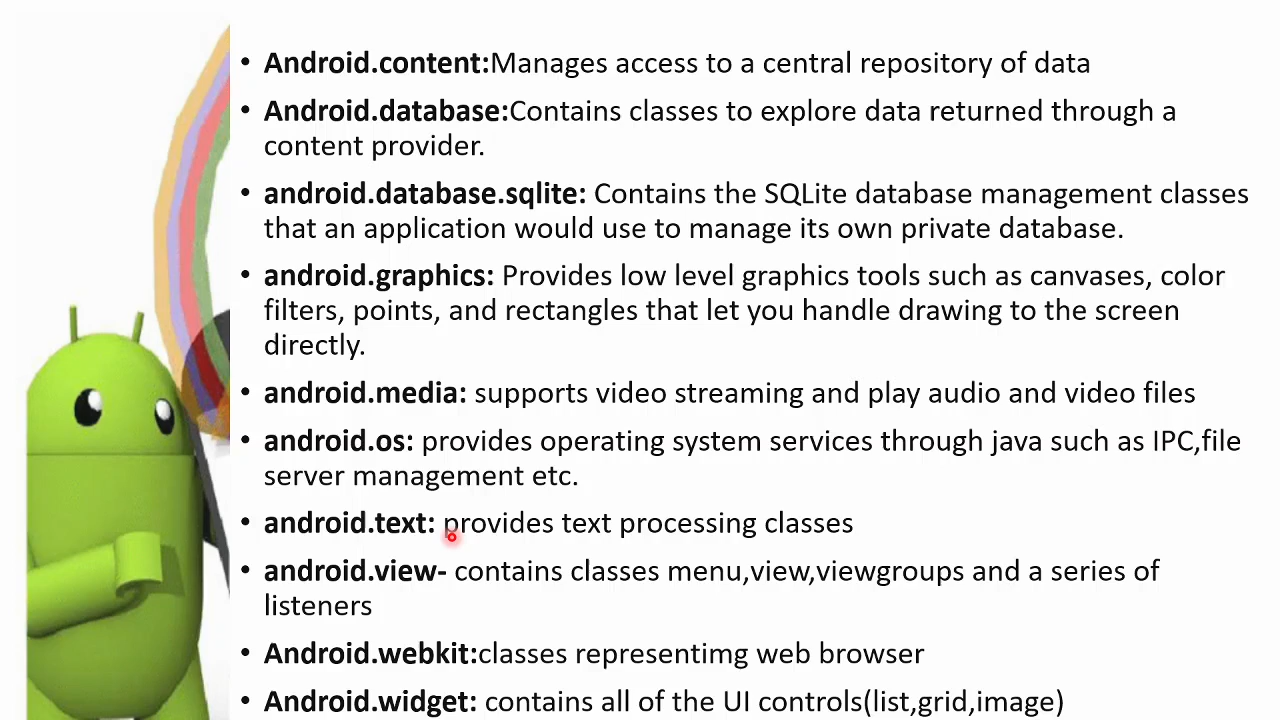 • Android.content:Manages access to a central repository of data
• Android.database:Contains classes to explore data returned through a
content provider.
• android.database.sqlite: Contains the SQLite database management classes
that an application would use to manage its own private database.
• android.graphics: Provides low level graphics tools such as canvases, color
filters, points, and rectangles that let you handle drawing to the screen
directly.
• android.media: supports video streaming and play audio and video files
• android.os: provides operating system services through java such as IPC,file
server management etc.
• android.text: provides text processing classes
• android.view- contains classes menu,view,viewgroups and a series of
listeners
• Android.webkit:classes representimg web browser
• Android.widget: contains all of the UI controls(list,grid,image)